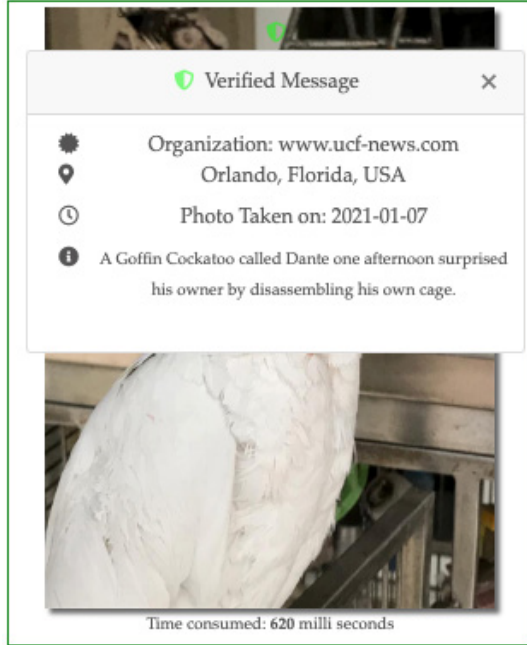 Verified Message ×
Organization: www.ucf-news.com
Orlando, Florida, USA
Photo Taken on: 2021-01-07
A Goffin Cockatoo called Dante one afternoon surprised
his owner by disassembling his own cage.
Time consumed: 620 milli seconds